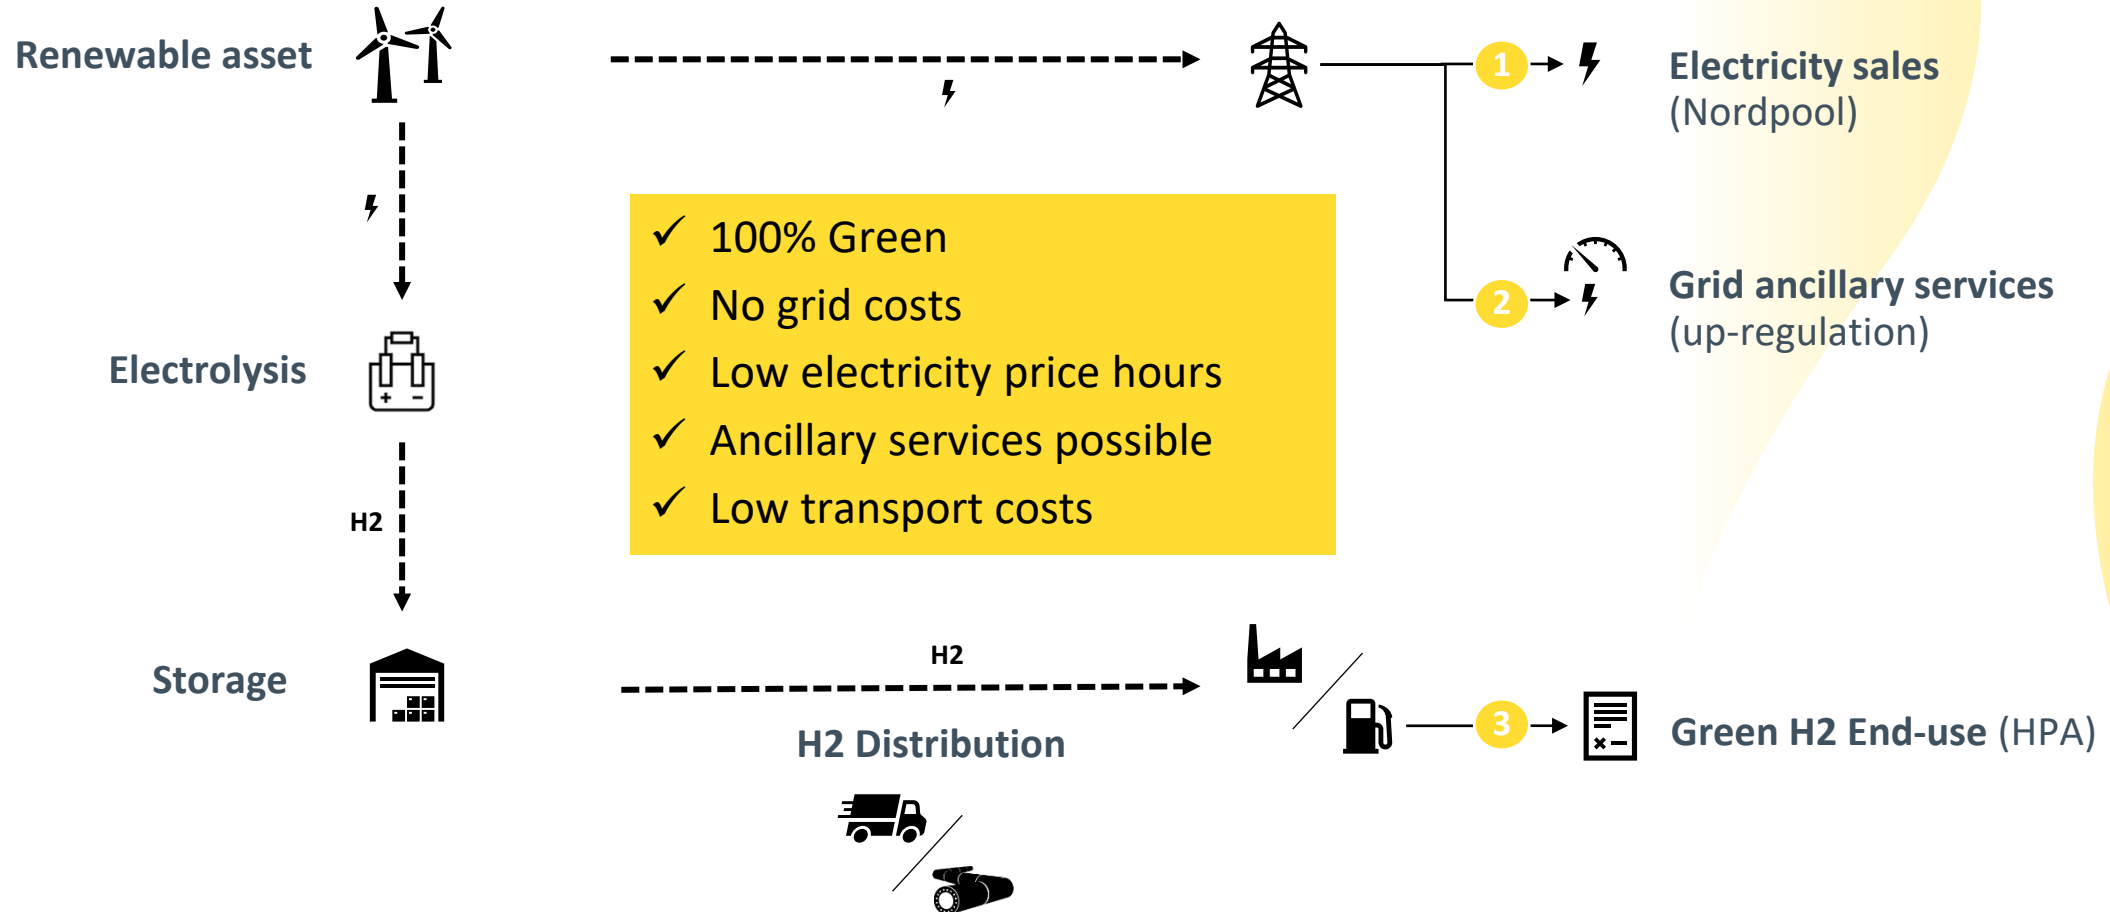 Renewable asset
1
Electricity sales
(Nordpool)
✓ 100% Green
✓ No grid costs
✓ Low electricity price hours
✓ Ancillary services possible
✓ Low transport costs
2
Grid ancillary services
(up-regulation)
Electrolysis
+ −
H2
Storage
H2
H2 Distribution
3
Green H2 End-use (HPA)